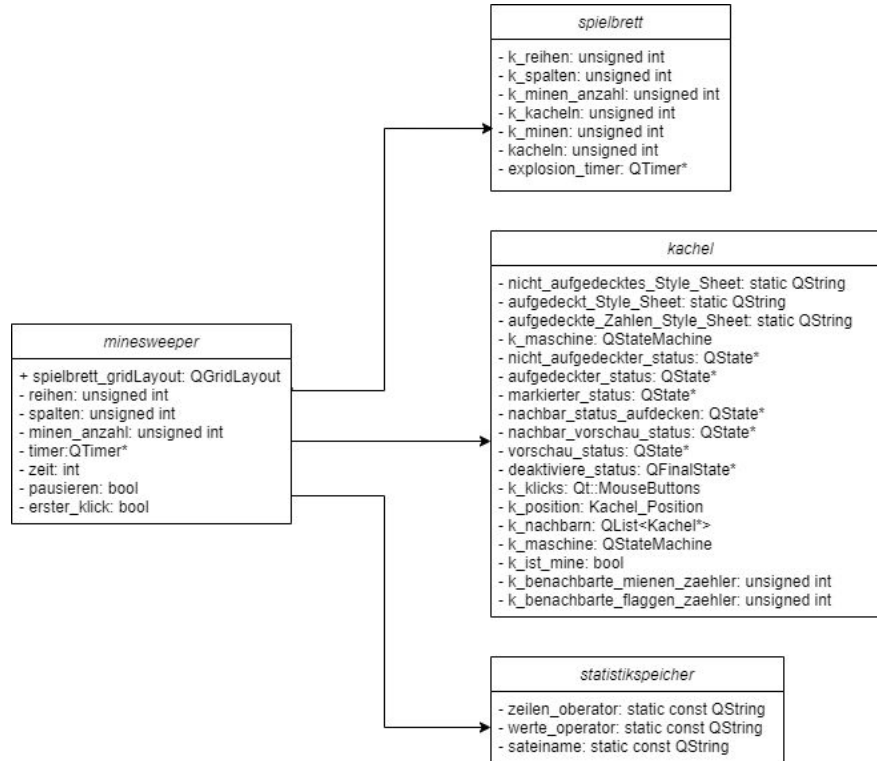 spielbrett
- k_reihen: unsigned int
- k_spalten: unsigned int
- k_minen_anzahl: unsigned int
- k_kacheln: unsigned int
- k_minen: unsigned int
- kacheln: unsigned int
- explosion_timer: QTimer*
kachel
- nicht_aufgedecktes_Style_Sheet: static QString
- aufgedeckt_Style_Sheet: static QString
- aufgedeckte_Zahlen_Style_Sheet: static QString
- k_maschine: QStateMachine
- nicht_aufgedeckter_status: QState*
- aufgedeckter_status: QState*
- markierter_status: QState*
- nachbar_status_aufdecken: QState*
- nachbar_vorschau_status: QState*
- vorschau_status: QState*
- deaktiviere_status: QFinalState*
- k_klicks: Qt::MouseButtons
- k_position: Kachel_Position
- k_nachbarn: QList<Kachel*>
- k_maschine: QStateMachine
- k_ist_mine: bool
- k_benachbarte_mienen_zaehler: unsigned int
- k_benachbarte_flaggen_zaehler: unsigned int
minesweeper
+ spielbrett_gridLayout: QGridLayout
- reihen: unsigned int
- spalten: unsigned int
- minen_anzahl: unsigned int
- timer:QTimer*
- zeit: int
- pausieren: bool
- erster_klick: bool
statistikspeicher
- zeilen_oberator: static const QString
- werte_operator: static const QString
- sateiname: static const QString